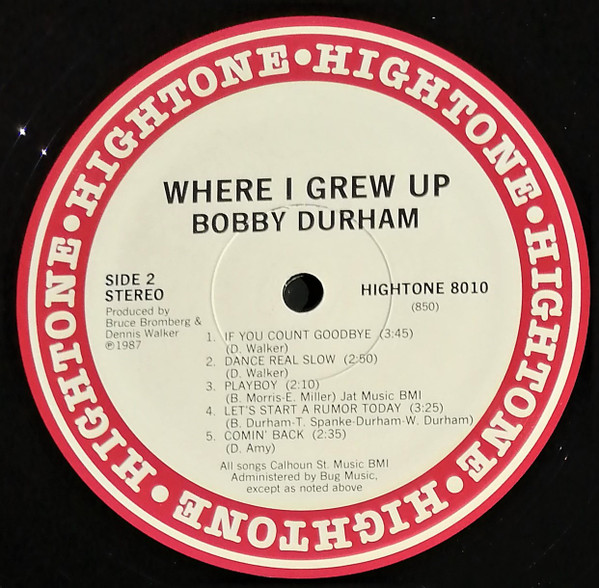 HIGHTONE • HIGHTONE • HIGHTONE • HIGHTONE • HIGHTONE • HIGHTONE •
WHERE I GREW UP
BOBBY DURHAM
SIDE 2
STEREO
Produced by
Bruce Bromberg &
Dennis Walker
℗1987
HIGHTONE 8010
(850)
1. IF YOU COUNT GOODBYE (3:45)
(D. Walker)
2. DANCE REAL SLOW (2:50)
(D. Walker)
3. PLAYBOY (2:10)
(B. Morris-E. Miller) Jat Music BMI
4. LET'S START A RUMOR TODAY (3:25)
(B. Durham-T. Spanke-Durham-W. Durham)
5. COMIN' BACK (2:35)
(D. Amy)
All songs Calhoun St. Music BMI
Administered by Bug Music,
except as noted above